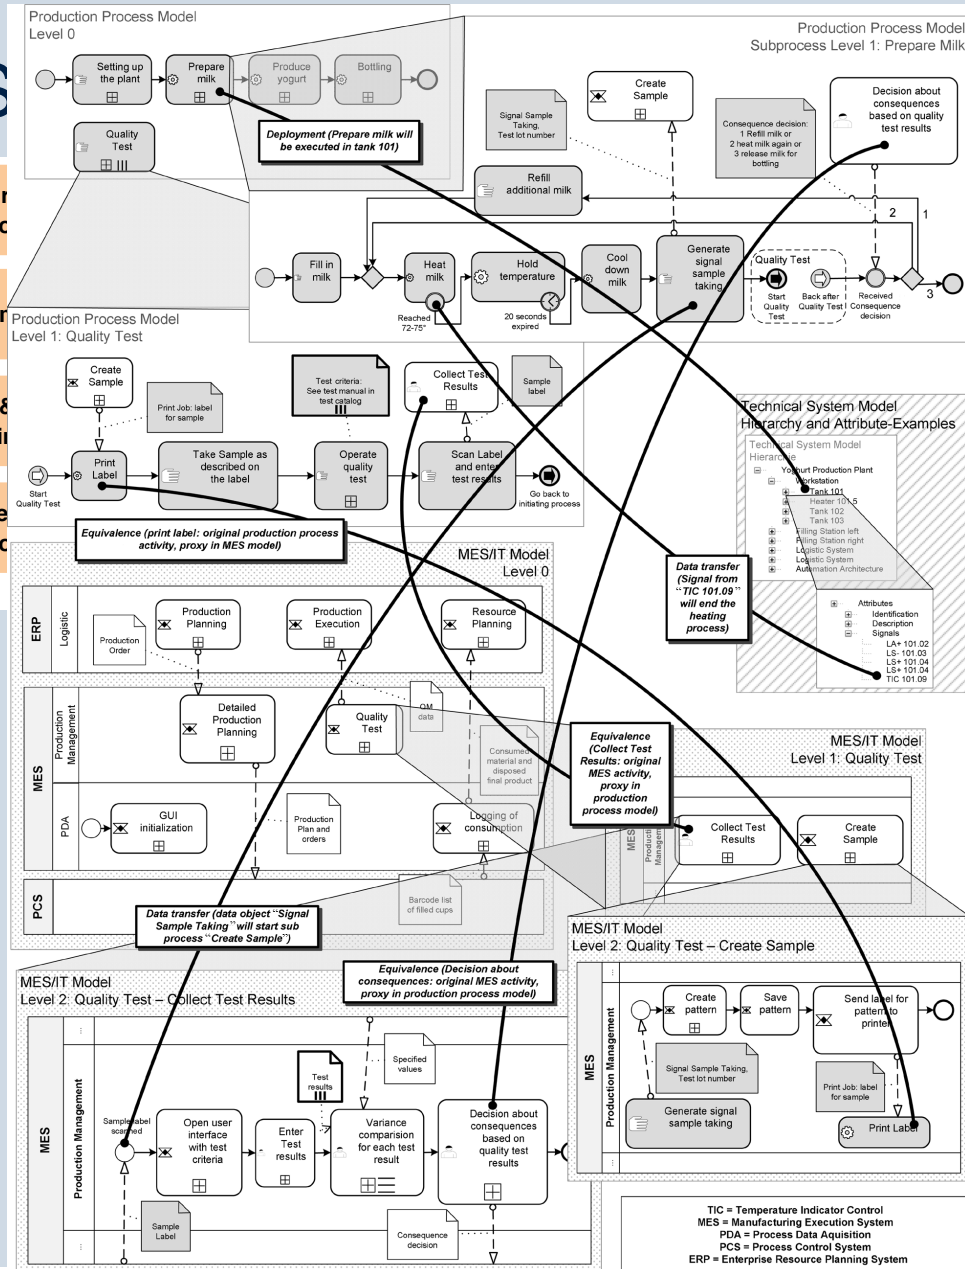 Production Process Model
Level 0
Setting up
the plant
Prepare
milk
Produce
yogurt
Bottling
Quality
Test
Deployment (Prepare milk will
be executed in tank 101)
Production Process Model
Subprocess Level 1: Prepare Milk
Signal Sample
Taking,
Test lot number
Create
Sample
Consequence decision:
1 Refill milk or
2 heat milk again or
3 release milk for
bottling
Decision about
consequences
based on quality
test results
Refill
additional milk
2
1
Fill in
milk
Heat
milk
Hold
temperature
Cool
down
milk
Generate
signal
sample
taking
Quality Test
Start
Quality
Test
Back after
Quality Test
Received
Consequence
decision
3
Reached
72-75°
20 seconds
expired
Production Process Model
Level 1: Quality Test
Create
Sample
Print Job: label
for sample
Test criteria:
See test manual in
test catalog
Collect Test
Results
Sample
label
Start
Quality Test
Print
Label
Take Sample as
described on
the label
Operate
quality
test
Scan Label
and enter
test results
Go back to
initiating process
Equivalence (print label: original production process
activity, proxy in MES model)
Technical System Model
Hierarchy and Attribute-Examples
Technical System Model
Hierarchie
Yoghurt Production Plant
Workstation
Tank 101
Heater 101.5
Tank 102
Tank 103
Filling Station left
Filling Station right
Logistic System
Logistic System
Automation Architecture
Attributes
Identification
Description
Signals
LA+ 101.02
LS- 101.03
LS+ 101.04
LS+ 101.04
TIC 101.09
Data transfer
(Signal from
"TIC 101.09"
will end the
heating
process)
MES/IT Model
Level 0
ERP
Logistic
Production
Order
Production
Planning
Production
Execution
Resource
Planning
MES
Production
Management
PDA
Detailed
Production
Planning
Quality
Test
QM
data
Consumed
material and
disposed
final product
GUI
initialization
Production
Plan and
orders
Logging of
consumption
PCS
Barcode list
of filled cups
Equivalence
(Collect Test
Results: original
MES activity,
proxy in
production
process model)
MES/IT Model
Level 1: Quality Test
MES
Production
Management
Collect Test
Results
Create
Sample
Data transfer (data object "Signal
Sample Taking" will start sub
process "Create Sample")
Equivalence (Decision about
consequences: original MES activity,
proxy in production process model)
MES/IT Model
Level 2: Quality Test – Collect Test Results
MES
Production Management
Sample label
scanned
Open user
interface
with test
criteria
Enter
Test
results
Test
results
Specified
values
Variance
comparision
for each test
result
Decision about
consequences
based on
quality test
results
Sample
Label
Consequence
decision
MES/IT Model
Level 2: Quality Test – Create Sample
MES
Production Management
Create
pattern
Save
pattern
Send label for
pattern to
printer
Signal Sample Taking,
Test lot number
Print Job: label
for sample
Generate signal
sample taking
Print Label
TIC = Temperature Indicator Control
MES = Manufacturing Execution System
PDA = Process Data Aquisition
PCS = Process Control System
ERP = Enterprise Resource Planning System